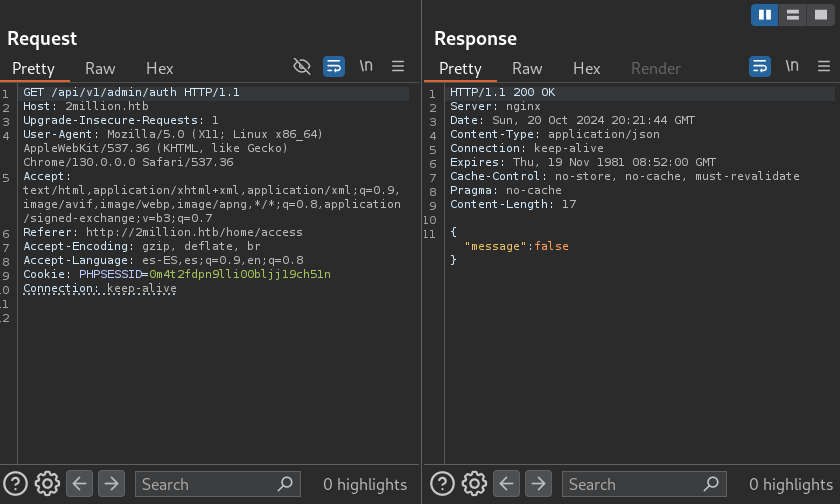 Request
Pretty Raw Hex \n
1 GET /api/v1/admin/auth HTTP/1.1
2 Host: 2million.htb
3 Upgrade-Insecure-Requests: 1
4 User-Agent: Mozilla/5.0 (X11; Linux x86_64)
AppleWebKit/537.36 (KHTML, like Gecko)
Chrome/130.0.0.0 Safari/537.36
5 Accept:
text/html,application/xhtml+xml,application/xml;q=0.9,
image/avif,image/webp,image/apng,*/*;q=0.8,application
/signed-exchange;v=b3;q=0.7
6 Referer: http://2million.htb/home/access
7 Accept-Encoding: gzip, deflate, br
8 Accept-Language: es-ES,es;q=0.9,en;q=0.8
9 Cookie: PHPSESSID=0m4t2fdpn9lli00bljj19ch51n
10 Connection: keep-alive
11
12
Search 0 highlights
Response
Pretty Raw Hex Render \n
1 HTTP/1.1 200 OK
2 Server: nginx
3 Date: Sun, 20 Oct 2024 20:21:44 GMT
4 Content-Type: application/json
5 Connection: keep-alive
6 Expires: Thu, 19 Nov 1981 08:52:00 GMT
7 Cache-Control: no-store, no-cache, must-revalidate
8 Pragma: no-cache
9 Content-Length: 17
10
11 {
"message":false
}
Search 0 highlights